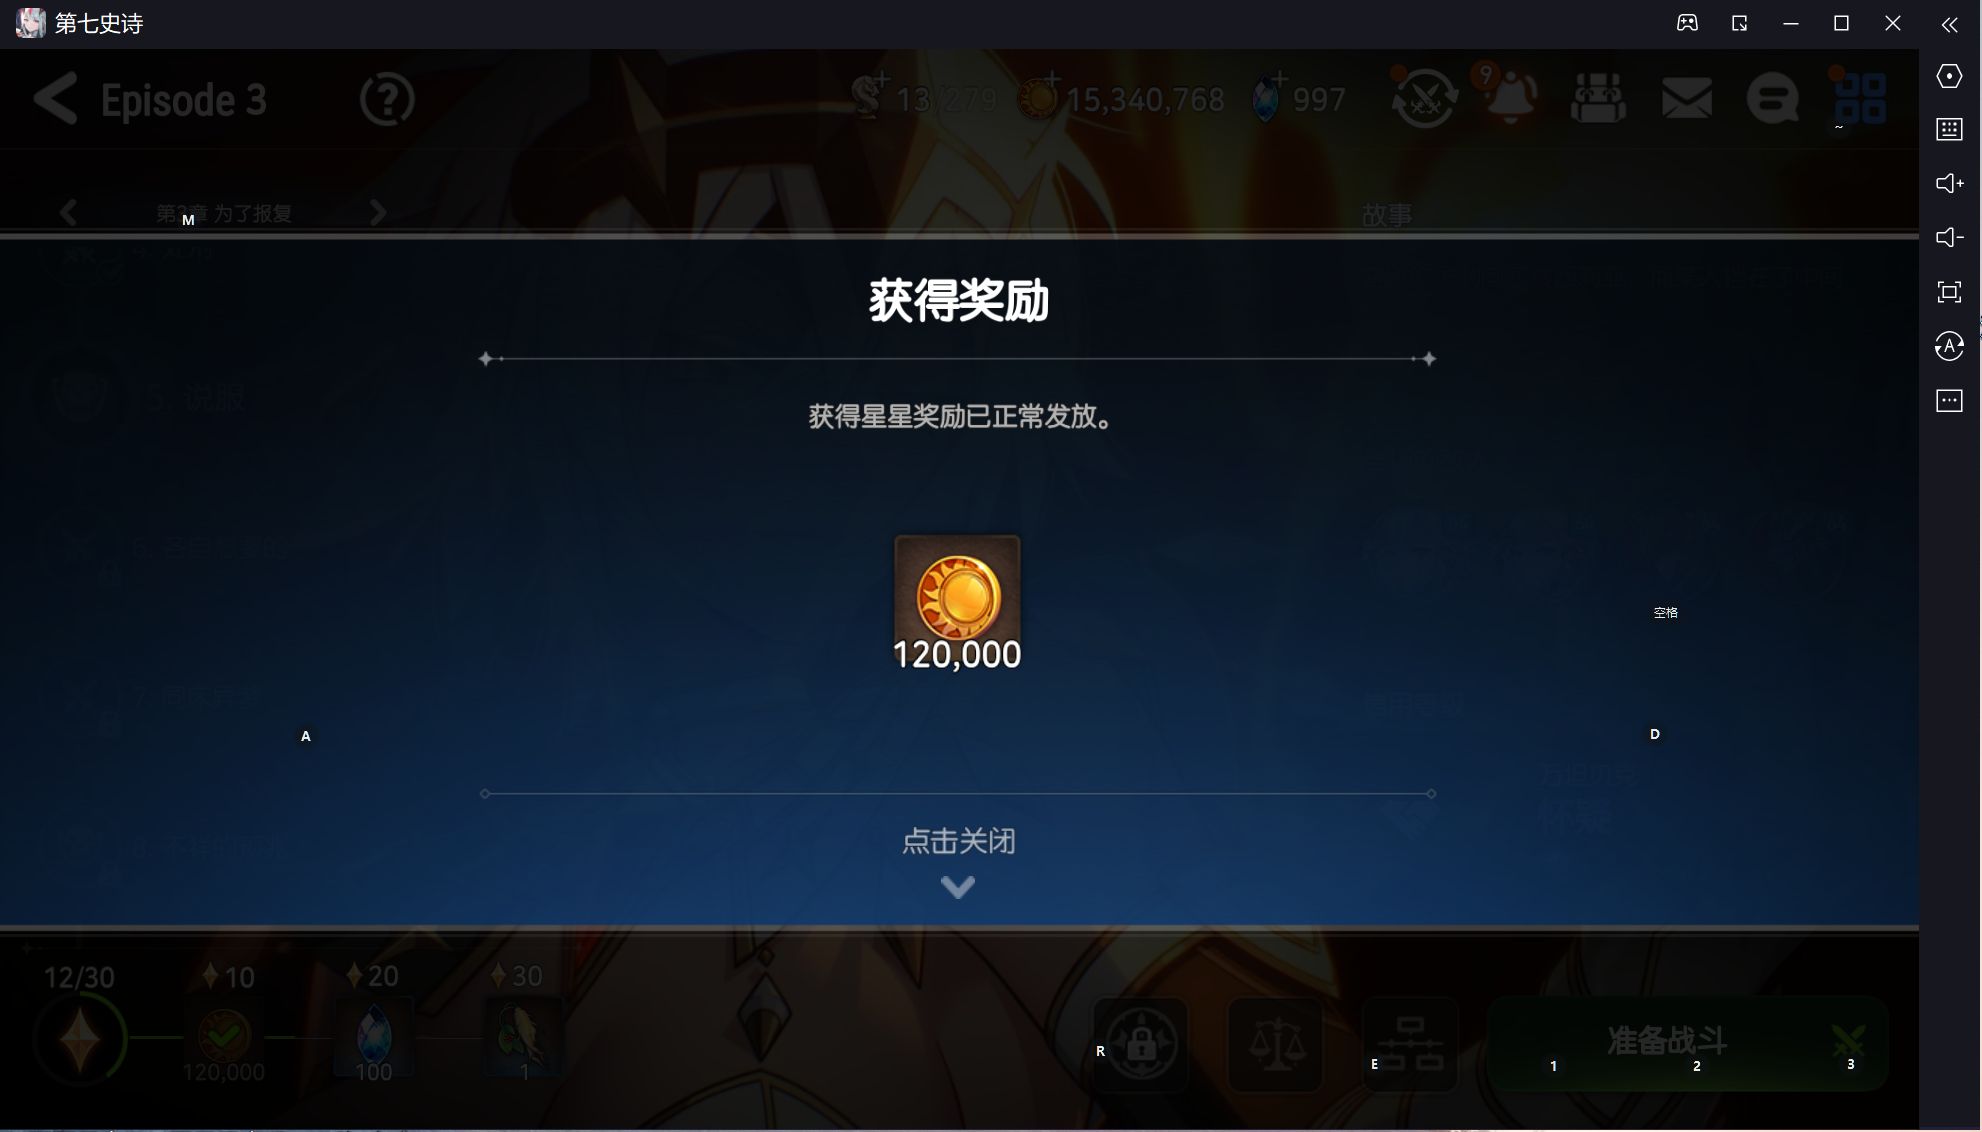 第七史诗
Episode 3
13/279
15,340,768
997
9
第3章 为了报复
M
故事
获得奖励
5. 说服
获得星星奖励已正常发放。
120,000
空格
A
D
点击关闭
12/30
10
20
30
120,000
100
1
R
E
准备战斗
1
2
3